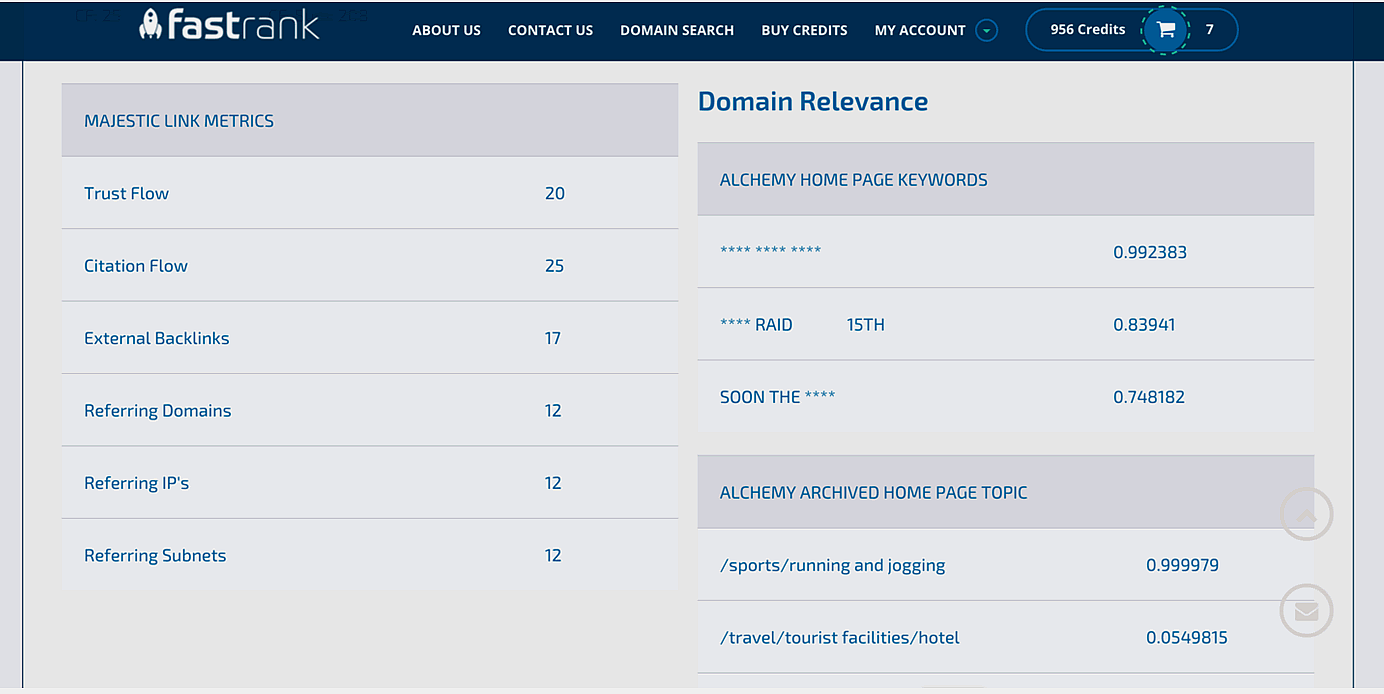 fastrank
ABOUT US
CONTACT US
DOMAIN SEARCH
BUY CREDITS
MY ACCOUNT
956 Credits
7
MAJESTIC LINK METRICS
Trust Flow 20
Citation Flow 25
External Backlinks 17
Referring Domains 12
Referring IP's 12
Referring Subnets 12
Domain Relevance
ALCHEMY HOME PAGE KEYWORDS
**** **** **** 0.992383
**** RAID 15TH 0.83941
SOON THE **** 0.748182
ALCHEMY ARCHIVED HOME PAGE TOPIC
/sports/running and jogging 0.999979
/travel/tourist facilities/hotel 0.0549815